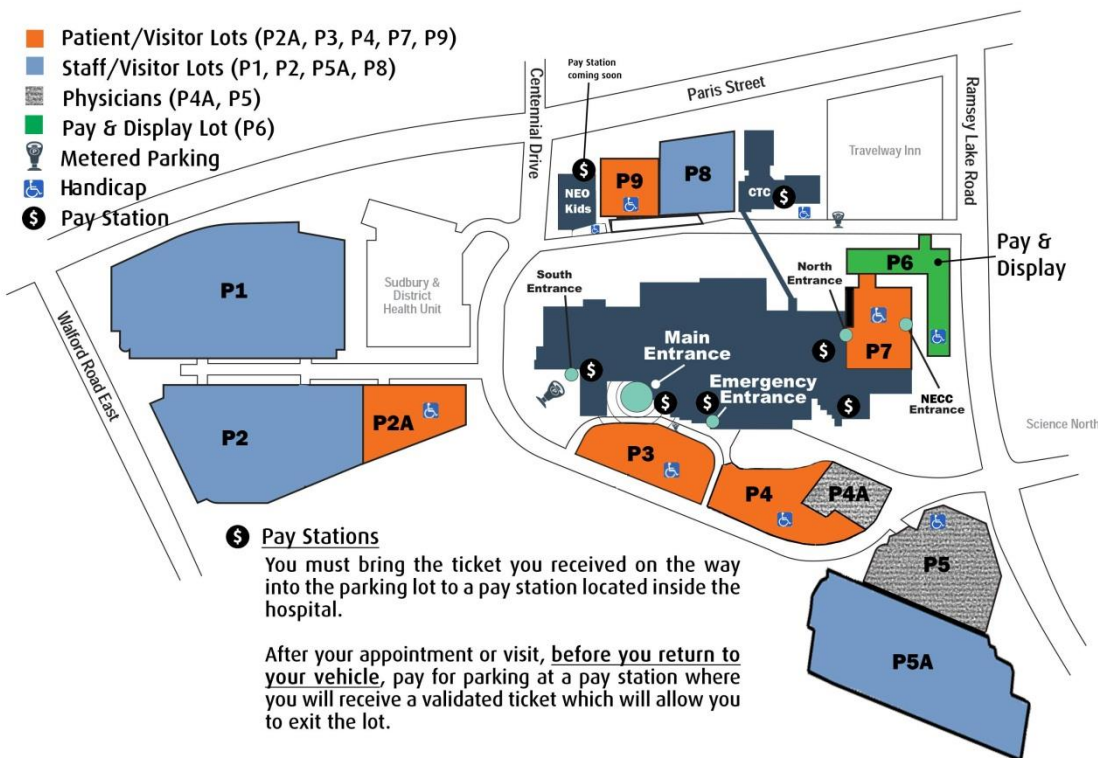 Patient/Visitor Lots (P2A, P3, P4, P7, P9)
Staff/Visitor Lots (P1, P2, P5A, P8)
Physicians (P4A, P5)
Pay & Display Lot (P6)
Metered Parking
Handicap
$ Pay Station
Pay Station
coming soon
Centennial Drive
Paris Street
Ramsey Lake Road
Travelway Inn
$
NEO
Kids
P9
P8
CTC
$
P1
Sudbury &
District
Health Unit
Walford Road East
South
Entrance
North
Entrance
P6
Pay &
Display
Main
Entrance
$
$
P7
NECC
Entrance
Emergency
Entrance
$
$
$
Science North
P2
P2A
P3
P4
P4A
P5
P5A
$ Pay Stations
You must bring the ticket you received on the way
into the parking lot to a pay station located inside the
hospital.
After your appointment or visit, before you return to
your vehicle, pay for parking at a pay station where
you will receive a validated ticket which will allow you
to exit the lot.